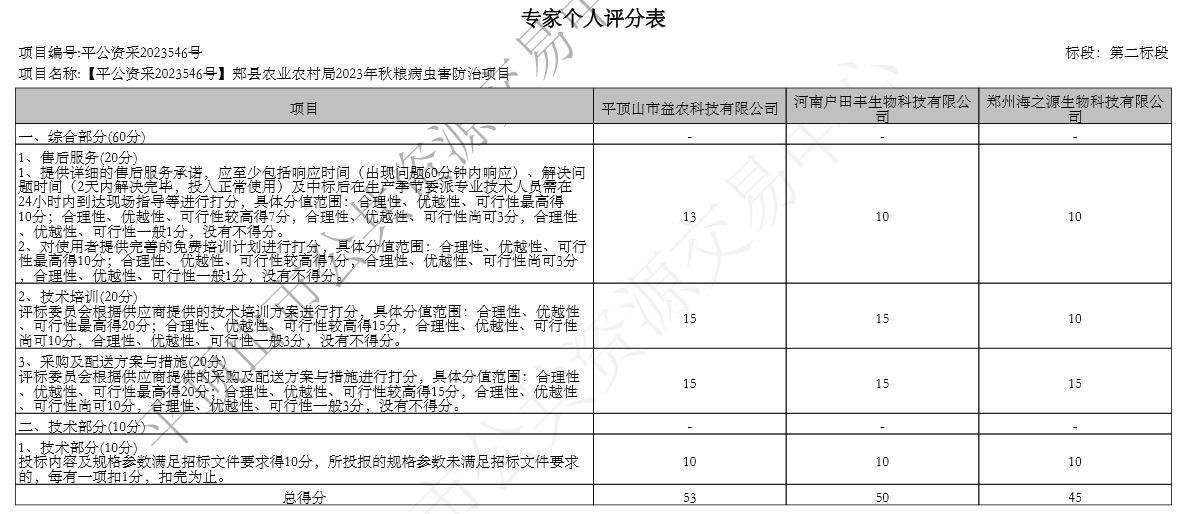 专家个人评分表
项目编号:平公资采2023546号
标段：第二标段
项目名称:【平公资采2023546号】郏县农业农村局2023年秋粮病虫害防治项目
项目
平顶山市益农科技有限公司
河南户田丰生物科技有限公
司
郑州海之源生物科技有限公
司
一、综合部分(60分)
-
-
-
1、售后服务(20分)
1、提供详细的售后服务承诺，应至少包括响应时间（出现问题60分钟内响应）、解决问
题时间（2天内解决完毕，投入正常使用）及中标后在生产季节委派专业技术人员需在
24小时内到达现场指导等进行打分，具体分值范围：合理性、优越性、可行性最高得
10分；合理性、优越性、可行性较高得7分，合理性、优越性、可行性尚可3分，合理性
、优越性、可行性一般1分，没有不得分。
2、对使用者提供完善的免费培训计划进行打分，具体分值范围：合理性、优越性、可行
性最高得10分；合理性、优越性、可行性较高得7分，合理性、优越性、可行性尚可3分
，合理性、优越性、可行性一般1分，没有不得分。
13
10
10
2、技术培训(20分)
评标委员会根据供应商提供的技术培训方案进行打分，具体分值范围：合理性、优越性
、可行性最高得20分；合理性、优越性、可行性较高得15分，合理性、优越性、可行性
尚可10分，合理性、优越性、可行性一般3分，没有不得分。
15
15
10
3、采购及配送方案与措施(20分)
评标委员会根据供应商提供的采购及配送方案与措施进行打分，具体分值范围：合理性
、优越性、可行性最高得20分；合理性、优越性、可行性较高得15分，合理性、优越性
、可行性尚可10分，合理性、优越性、可行性一般3分，没有不得分。
15
15
15
二、技术部分(10分)
-
-
-
1、技术部分(10分)
投标内容及规格参数满足招标文件要求得10分，所投报的规格参数未满足招标文件要求
的，每有一项扣1分，扣完为止。
10
10
10
总得分
53
50
45
平顶山市公共资源交易中
市公共资源交易中心